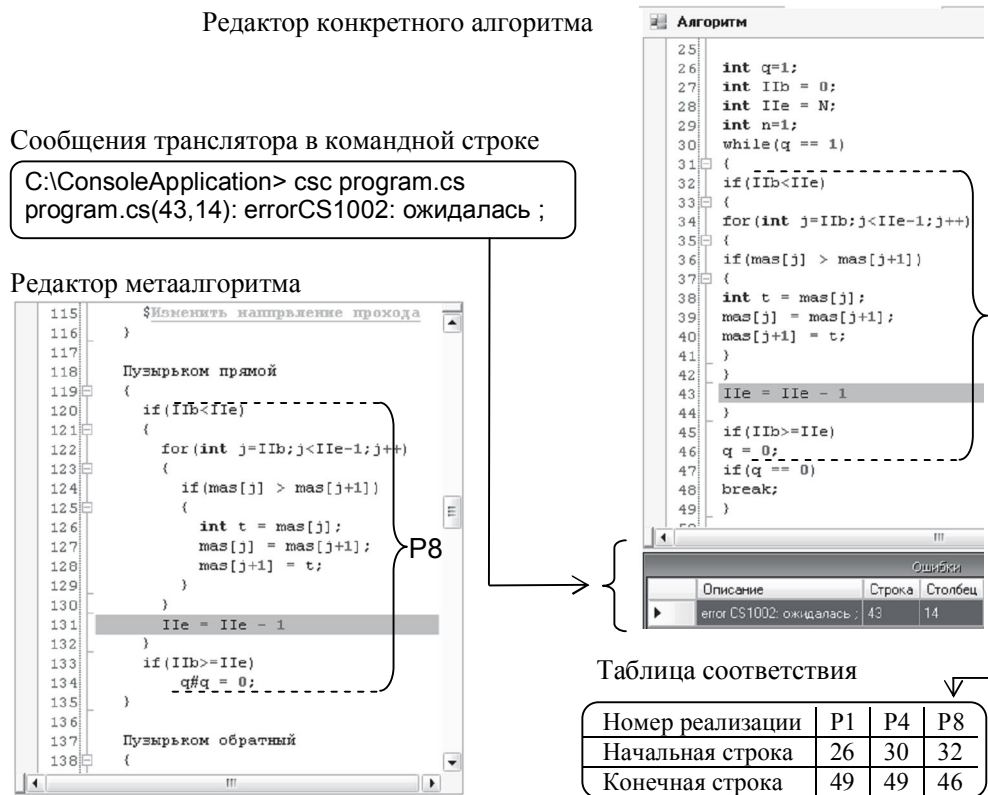 Редактор конкретного алгоритма
Алгоритм
25
26 int q=1;
27 int IIb = 0;
28 int IIe = N;
29 int n=1;
30 while(q == 1)
31 {
32 if(IIb<IIe)
33 {
34 for(int j=IIb;j<IIe-1;j++)
35 {
36 if(mas[j] > mas[j+1])
37 {
38 int t = mas[j];
39 mas[j] = mas[j+1];
40 mas[j+1] = t;
41 }
42 }
43 IIe = IIe - 1
44 }
45 if(IIb>=IIe)
46 q = 0;
47 if(q == 0)
48 break;
49 }
Ошибки
Описание Строка Столбец
error CS1002: ожидалась ; 43 14
Сообщения транслятора в командной строке
C:\ConsoleApplication> csc program.cs
program.cs(43,14): errorCS1002: ожидалась ;
Редактор метаалгоритма
115 $Изменить наппрвление прохода
116 }
117
118 Пузырьком прямой
119 {
120 if(IIb<IIe)
121 {
122 for(int j=IIb;j<IIe-1;j++)
123 {
124 if(mas[j] > mas[j+1])
125 {
126 int t = mas[j];
127 mas[j] = mas[j+1];
128 mas[j+1] = t;
129 }
130 }
131 IIe = IIe - 1
132 }
133 if(IIb>=IIe)
134 q#q = 0;
135 }
136
137 Пузырьком обратный
138 {
P8
Таблица соответствия
Номер реализации P1 P4 P8
Начальная строка 26 30 32
Конечная строка 49 49 46